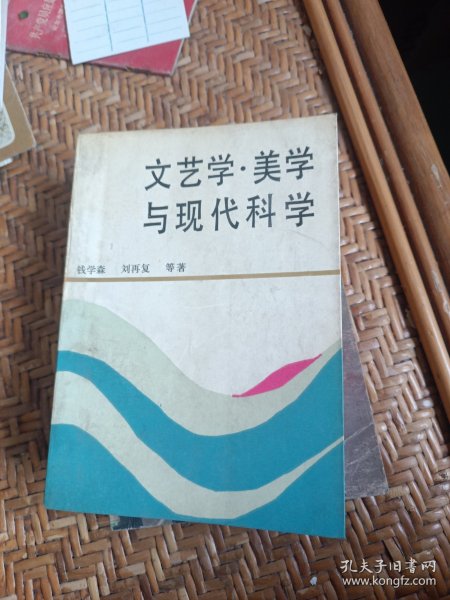 文艺学·美学
与现代科学
钱学森 刘再复 等著
孔夫子旧书网
www.kongfz.com